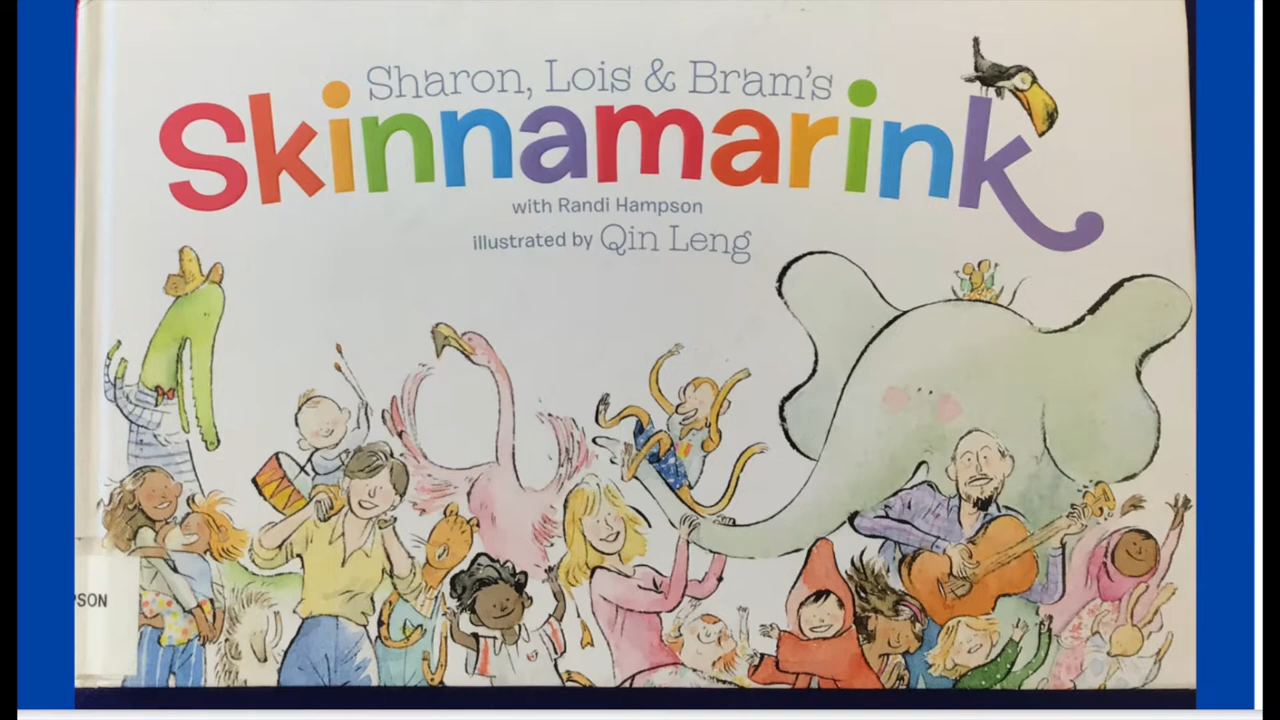 Sharon, Lois & Bram's
Skinnamarink
with Randi Hampson
illustrated by Qin Leng
PSON